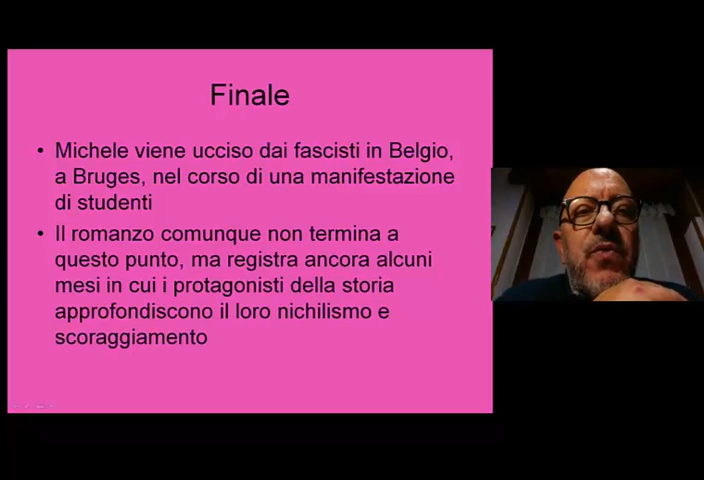 Finale
• Michele viene ucciso dai fascisti in Belgio,
a Bruges, nel corso di una manifestazione
di studenti
• Il romanzo comunque non termina a
questo punto, ma registra ancora alcuni
mesi in cui i protagonisti della storia
approfondiscono il loro nichilismo e
scoraggiamento